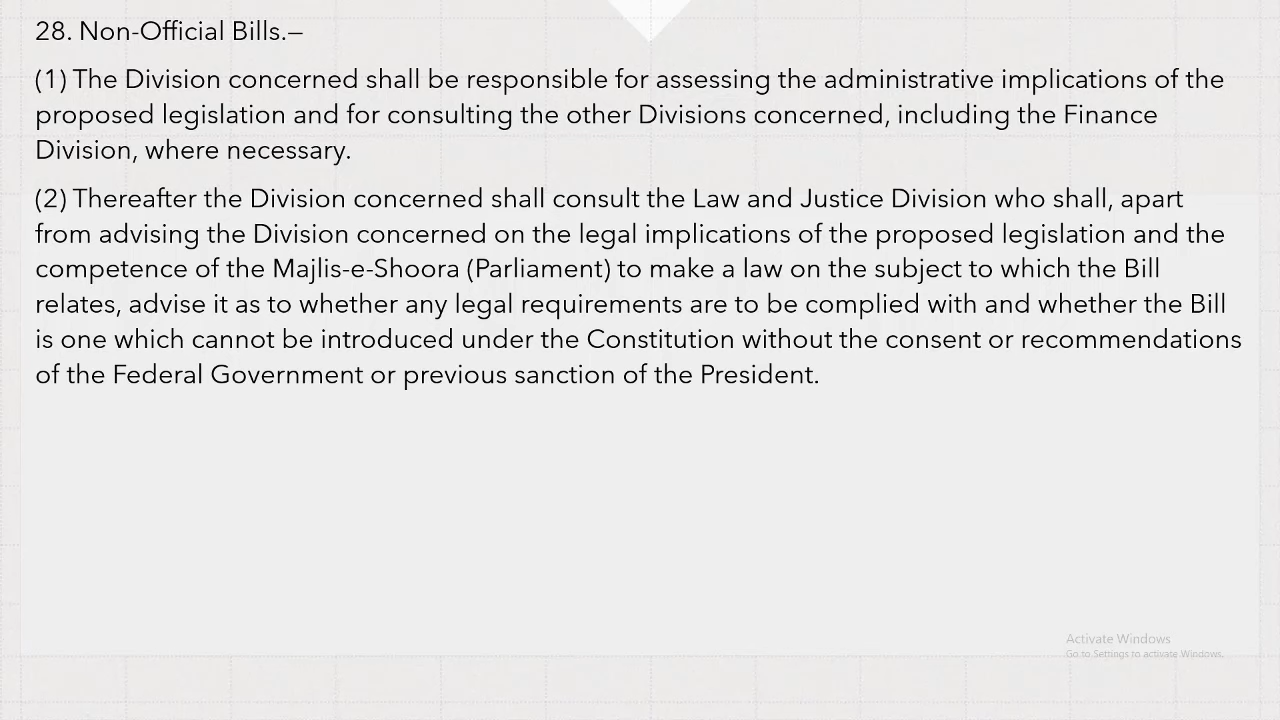 28. Non-Official Bills.—
(1) The Division concerned shall be responsible for assessing the administrative implications of the
proposed legislation and for consulting the other Divisions concerned, including the Finance
Division, where necessary.
(2) Thereafter the Division concerned shall consult the Law and Justice Division who shall, apart
from advising the Division concerned on the legal implications of the proposed legislation and the
competence of the Majlis-e-Shoora (Parliament) to make a law on the subject to which the Bill
relates, advise it as to whether any legal requirements are to be complied with and whether the Bill
is one which cannot be introduced under the Constitution without the consent or recommendations
of the Federal Government or previous sanction of the President.
Activate Windows
Go to Settings to activate Windows.